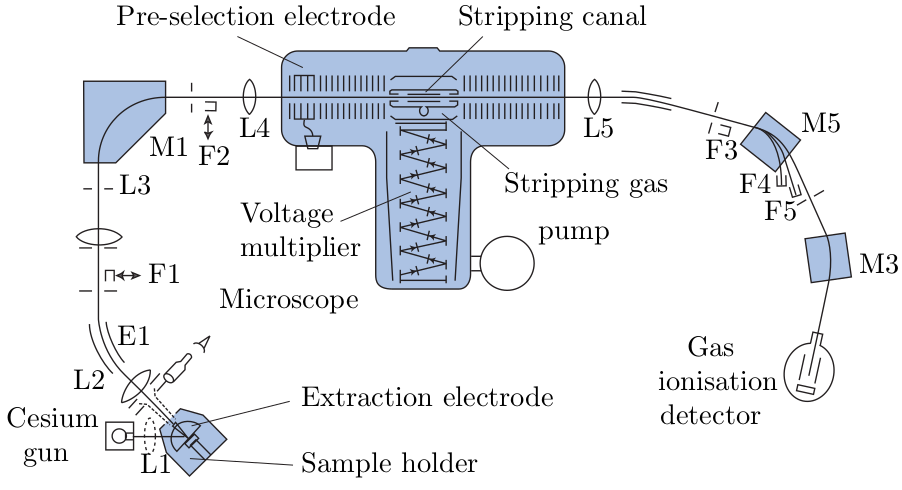 Pre-selection electrode
Stripping canal
L4
L5
M1
F2
M5
F3
L3
F4
F5
Stripping gas
Voltage
multiplier
pump
F1
M3
Microscope
E1
L2
Gas
ionisation
detector
Extraction electrode
Cesium
gun
L1
Sample holder